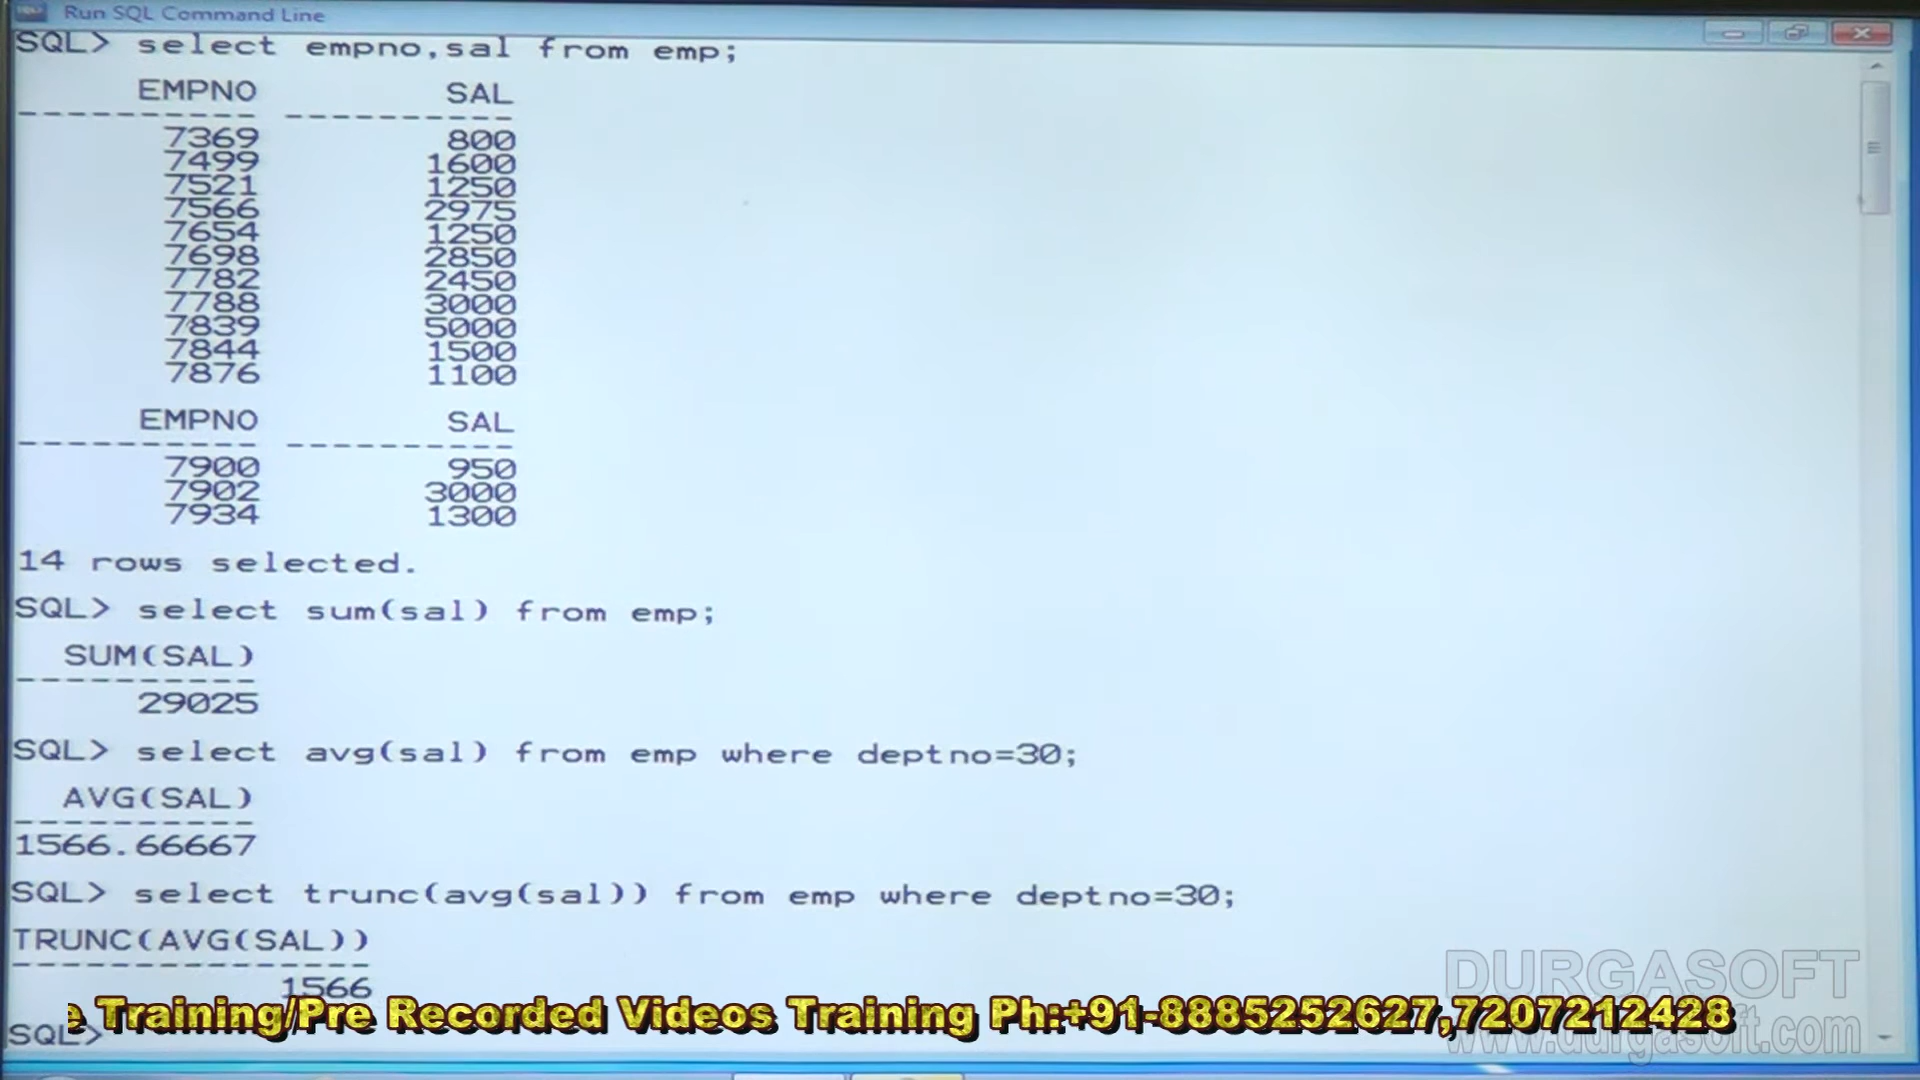 Run SQL Command Line
SQL> select empno,sal from emp;
EMPNO SAL
---------- ----------
7369 800
7499 1600
7521 1250
7566 2975
7654 1250
7698 2850
7782 2450
7788 3000
7839 5000
7844 1500
7876 1100
EMPNO SAL
---------- ----------
7900 950
7902 3000
7934 1300
14 rows selected.
SQL> select sum(sal) from emp;
SUM(SAL)
----------
29025
SQL> select avg(sal) from emp where deptno=30;
AVG(SAL)
----------
1566.66667
SQL> select trunc(avg(sal)) from emp where deptno=30;
TRUNC(AVG(SAL))
---------------
1566
e Training/Pre Recorded Videos Training Ph:+91-8885252627,7207212428
SQL>
DURGASOFT
www.durgasoft.com